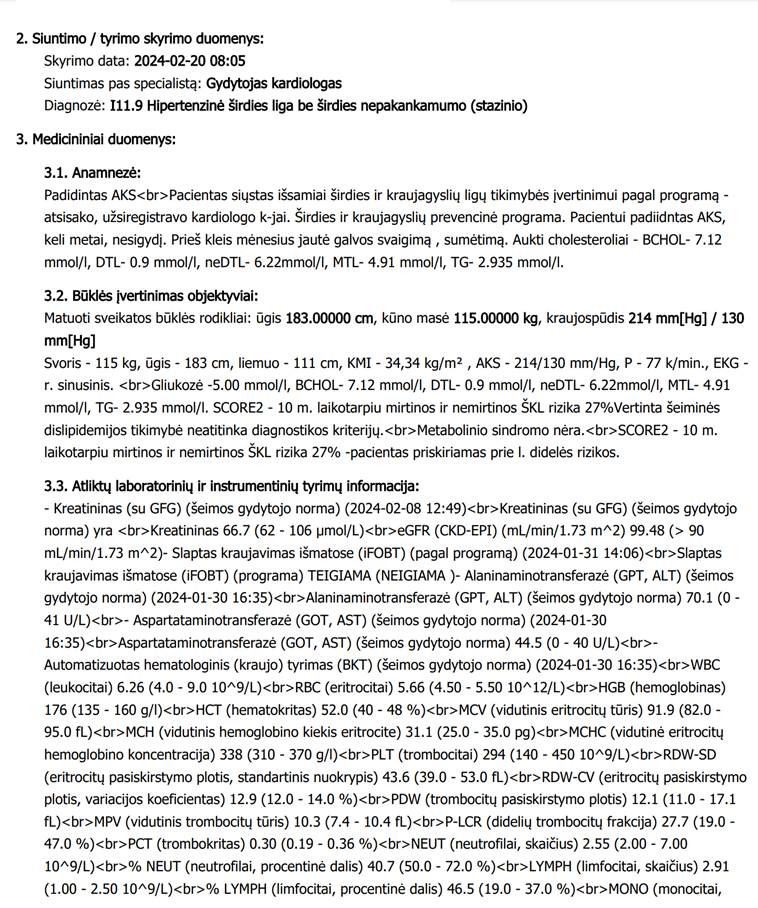 2. Siuntimo / tyrimo skyrimo duomenys:
Skyrimo data: 2024-02-20 08:05
Siuntimas pas specialistą: Gydytojas kardiologas
Diagnozė: I11.9 Hipertenzinė širdies liga be širdies nepakankamumo (stazinio)
3. Medicininiai duomenys:
3.1. Anamnezė:
Padidintas AKS<br>Pacientas siųstas išsamiai širdies ir kraujagyslių ligų tikimybės įvertinimui pagal programą -
atsisako, užsiregistravo kardiologo k-jai. Širdies ir kraujagyslių prevencinė programa. Pacientui padiidntas AKS,
keli metai, nesigydį. Prieš kleis mėnesius jautė galvos svaigimą , sumėtimą. Aukti cholesteroliai - BCHOL- 7.12
mmol/l, DTL- 0.9 mmol/l, neDTL- 6.22mmol/l, MTL- 4.91 mmol/l, TG- 2.935 mmol/l.
3.2. Būklės įvertinimas objektyviai:
Matuoti sveikatos būklės rodikliai: ūgis 183.00000 cm, kūno masė 115.00000 kg, kraujospūdis 214 mm[Hg] / 130
mm[Hg]
Svoris - 115 kg, ūgis - 183 cm, liemuo - 111 cm, KMI - 34,34 kg/m² , AKS - 214/130 mm/Hg, P - 77 k/min., EKG -
r. sinusinis. <br>Gliukozė -5.00 mmol/l, BCHOL- 7.12 mmol/l, DTL- 0.9 mmol/l, neDTL- 6.22mmol/l, MTL- 4.91
mmol/l, TG- 2.935 mmol/l. SCORE2 - 10 m. laikotarpiu mirtinos ir nemirtinos ŠKL rizika 27%Vertinta šeiminės
dislipidemijos tikimybė neatitinka diagnostikos kriterijų.<br>Metabolinio sindromo nėra.<br>SCORE2 - 10 m.
laikotarpiu mirtinos ir nemirtinos ŠKL rizika 27% -pacientas priskiriamas prie l. didelės rizikos.
3.3. Atliktų laboratorinių ir instrumentinių tyrimų informacija:
- Kreatininas (su GFG) (šeimos gydytojo norma) (2024-02-08 12:49)<br>Kreatininas (su GFG) (šeimos gydytojo
norma) yra <br>Kreatininas 66.7 (62 - 106 µmol/L)<br>eGFR (CKD-EPI) (mL/min/1.73 m^2) 99.48 (> 90
mL/min/1.73 m^2)- Slaptas kraujavimas išmatose (iFOBT) (pagal programą) (2024-01-31 14:06)<br>Slaptas
kraujavimas išmatose (iFOBT) (programa) TEIGIAMA (NEIGIAMA )- Alaninaminotransferazė (GPT, ALT) (šeimos
gydytojo norma) (2024-01-30 16:35)<br>Alaninaminotransferazė (GPT, ALT) (šeimos gydytojo norma) 70.1 (0 -
41 U/L)<br>- Aspartataminotransferazė (GOT, AST) (šeimos gydytojo norma) (2024-01-30
16:35)<br>Aspartataminotransferazė (GOT, AST) (šeimos gydytojo norma) 44.5 (0 - 40 U/L)<br>-
Automatizuotas hematologinis (kraujo) tyrimas (BKT) (šeimos gydytojo norma) (2024-01-30 16:35)<br>WBC
(leukocitai) 6.26 (4.0 - 9.0 10^9/L)<br>RBC (eritrocitai) 5.66 (4.50 - 5.50 10^12/L)<br>HGB (hemoglobinas)
176 (135 - 160 g/l)<br>HCT (hematokritas) 52.0 (40 - 48 %)<br>MCV (vidutinis eritrocitų tūris) 91.9 (82.0 -
95.0 fL)<br>MCH (vidutinis hemoglobino kiekis eritrocite) 31.1 (25.0 - 35.0 pg)<br>MCHC (vidutinė eritrocitų
hemoglobino koncentracija) 338 (310 - 370 g/l)<br>PLT (trombocitai) 294 (140 - 450 10^9/L)<br>RDW-SD
(eritrocitų pasiskirstymo plotis, standartinis nuokrypis) 43.6 (39.0 - 53.0 fL)<br>RDW-CV (eritrocitų pasiskirstymo
plotis, variacijos koeficientas) 12.9 (12.0 - 14.0 %)<br>PDW (trombocitų pasiskirstymo plotis) 12.1 (11.0 - 17.1
fL)<br>MPV (vidutinis trombocitų tūris) 10.3 (7.4 - 10.4 fL)<br>P-LCR (didelių trombocitų frakcija) 27.7 (19.0 -
47.0 %)<br>PCT (trombokritas) 0.30 (0.19 - 0.36 %)<br>NEUT (neutrofilai, skaičius) 2.55 (2.00 - 7.00
10^9/L)<br>% NEUT (neutrofilai, procentinė dalis) 40.7 (50.0 - 72.0 %)<br>LYMPH (limfocitai, skaičius) 2.91
(1.00 - 2.50 10^9/L)<br>% LYMPH (limfocitai, procentinė dalis) 46.5 (19.0 - 37.0 %)<br>MONO (monocitai,